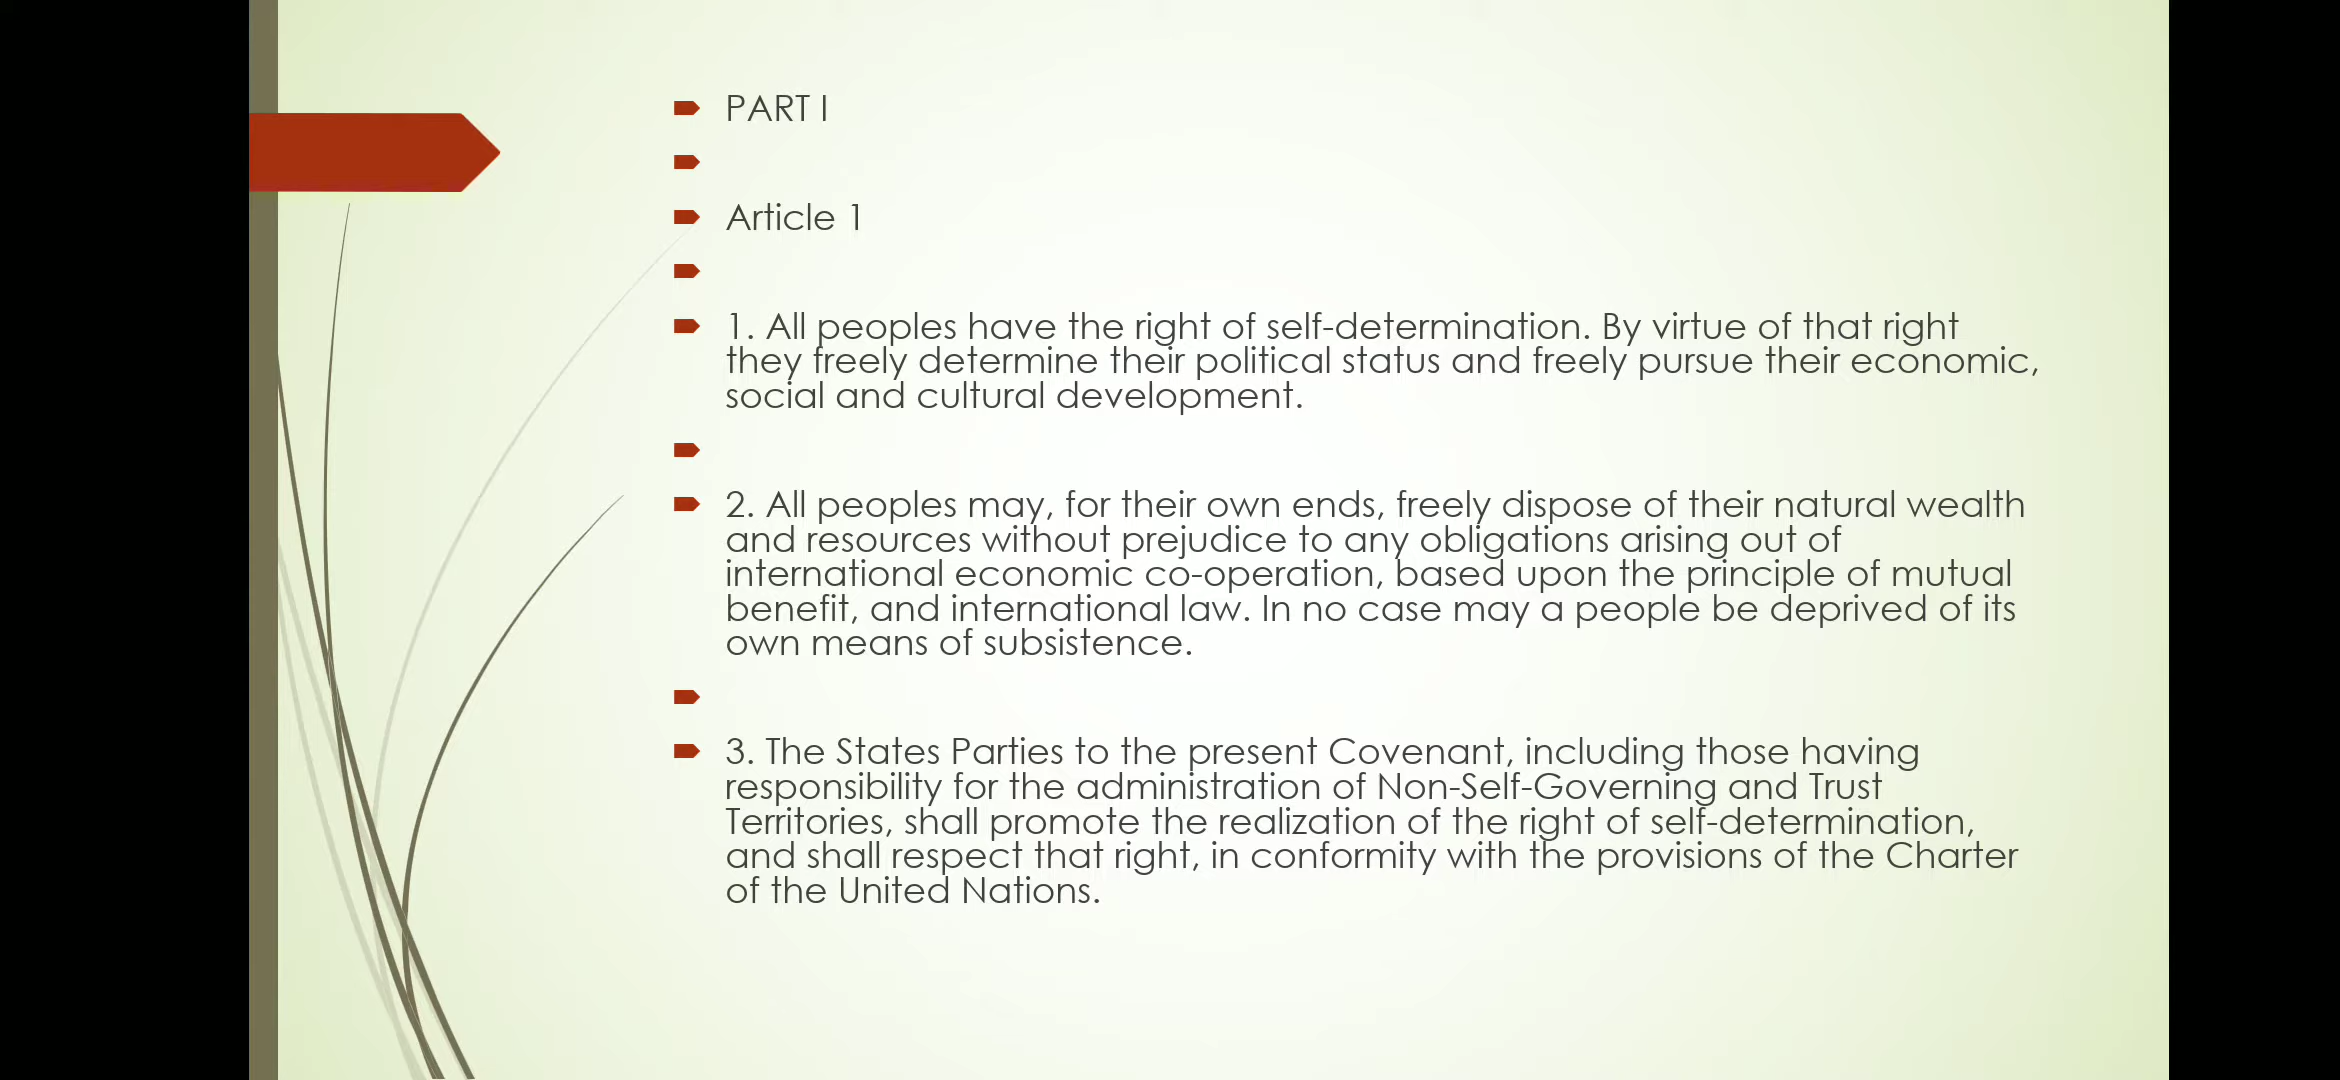 PART I
Article 1
1. All peoples have the right of self-determination. By virtue of that right
they freely determine their political status and freely pursue their economic,
social and cultural development.
2. All peoples may, for their own ends, freely dispose of their natural wealth
and resources without prejudice to any obligations arising out of
international economic co-operation, based upon the principle of mutual
benefit, and international law. In no case may a people be deprived of its
own means of subsistence.
3. The States Parties to the present Covenant, including those having
responsibility for the administration of Non-Self-Governing and Trust
Territories, shall promote the realization of the right of self-determination,
and shall respect that right, in conformity with the provisions of the Charter
of the United Nations.